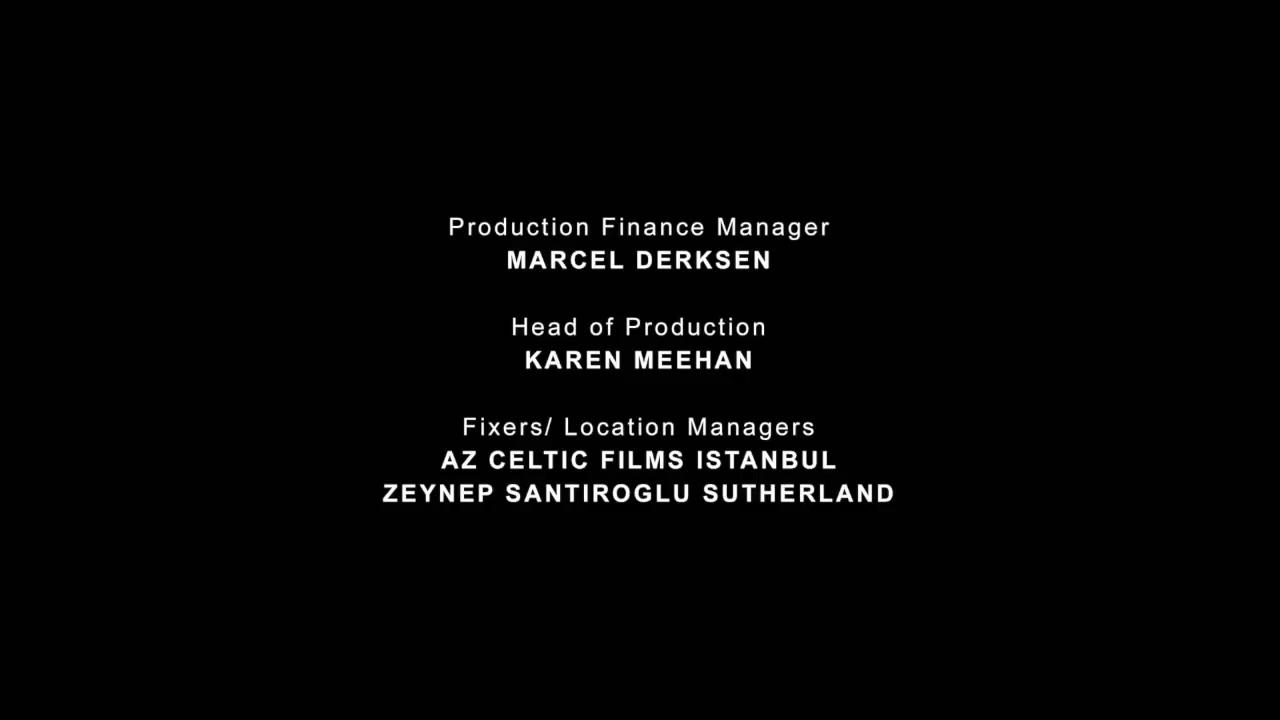 Production Finance Manager
MARCEL DERKSEN
Head of Production
KAREN MEEHAN
Fixers/ Location Managers
AZ CELTIC FILMS ISTANBUL
ZEYNEP SANTIROGLU SUTHERLAND